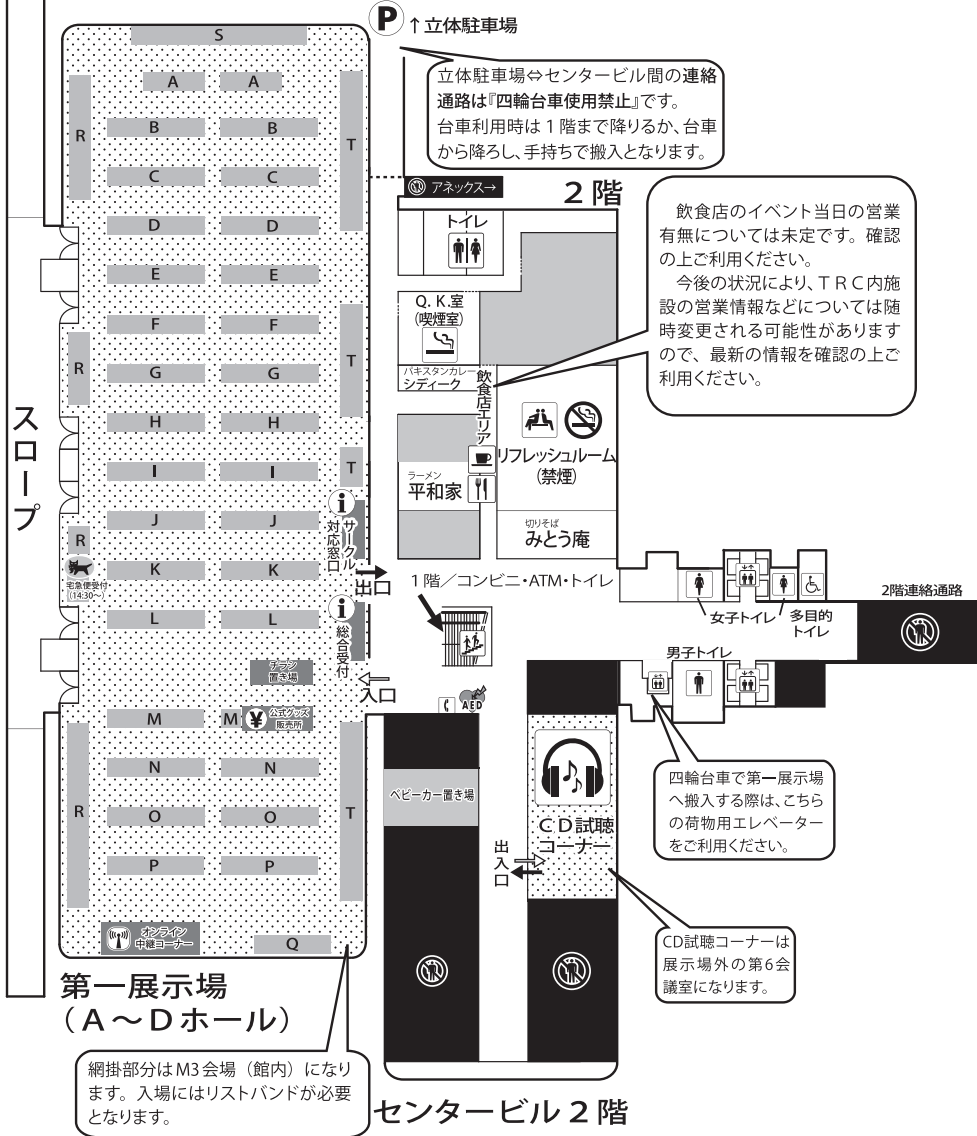 P ↑立体駐車場
立体駐車場⇔センタービル間の連絡
通路は『四輪台車使用禁止』です。
台車利用時は1階まで降りるか、台車
から降ろし、手持ちで搬入となります。
アネックス→
2階
トイレ
飲食店のイベント当日の営業
有無については未定です。確認
の上ご利用ください。
今後の状況により、TRC内施
設の営業情報などについては随
時変更される可能性があります
ので、最新の情報を確認の上ご
利用ください。
Q.K.室
(喫煙室)
パキスタンカレー
シディーク
飲食店エリア
リフレッシュルーム
(禁煙)
ラーメン
平和家
切りそば
みとう庵
スロープ
S
A A
B B
C C
D D
E E
F F
G G
H H
I I
J J
K K
L L
M M
N N
O O
P P
Q
R
R
R
R
T
T
T
T
サークル
対応窓口
出口
宅急便受付
(14:30～)
総合受付
チラシ
置き場
入口
¥ 公式グッズ
販売所
オンライン
中継コーナー
1階／コンビニ・ATM・トイレ
AED
女子トイレ
多目的
トイレ
2階連絡通路
男子トイレ
四輪台車で第一展示場
へ搬入する際は、こちら
の荷物用エレベーター
をご利用ください。
ベビーカー置き場
CD試聴
コーナー
出入口
CD試聴コーナーは
展示場外の第6会
議室になります。
第一展示場
(A～Dホール)
網掛部分はM3会場（館内）になり
ます。入場にはリストバンドが必要
となります。
センタービル2階